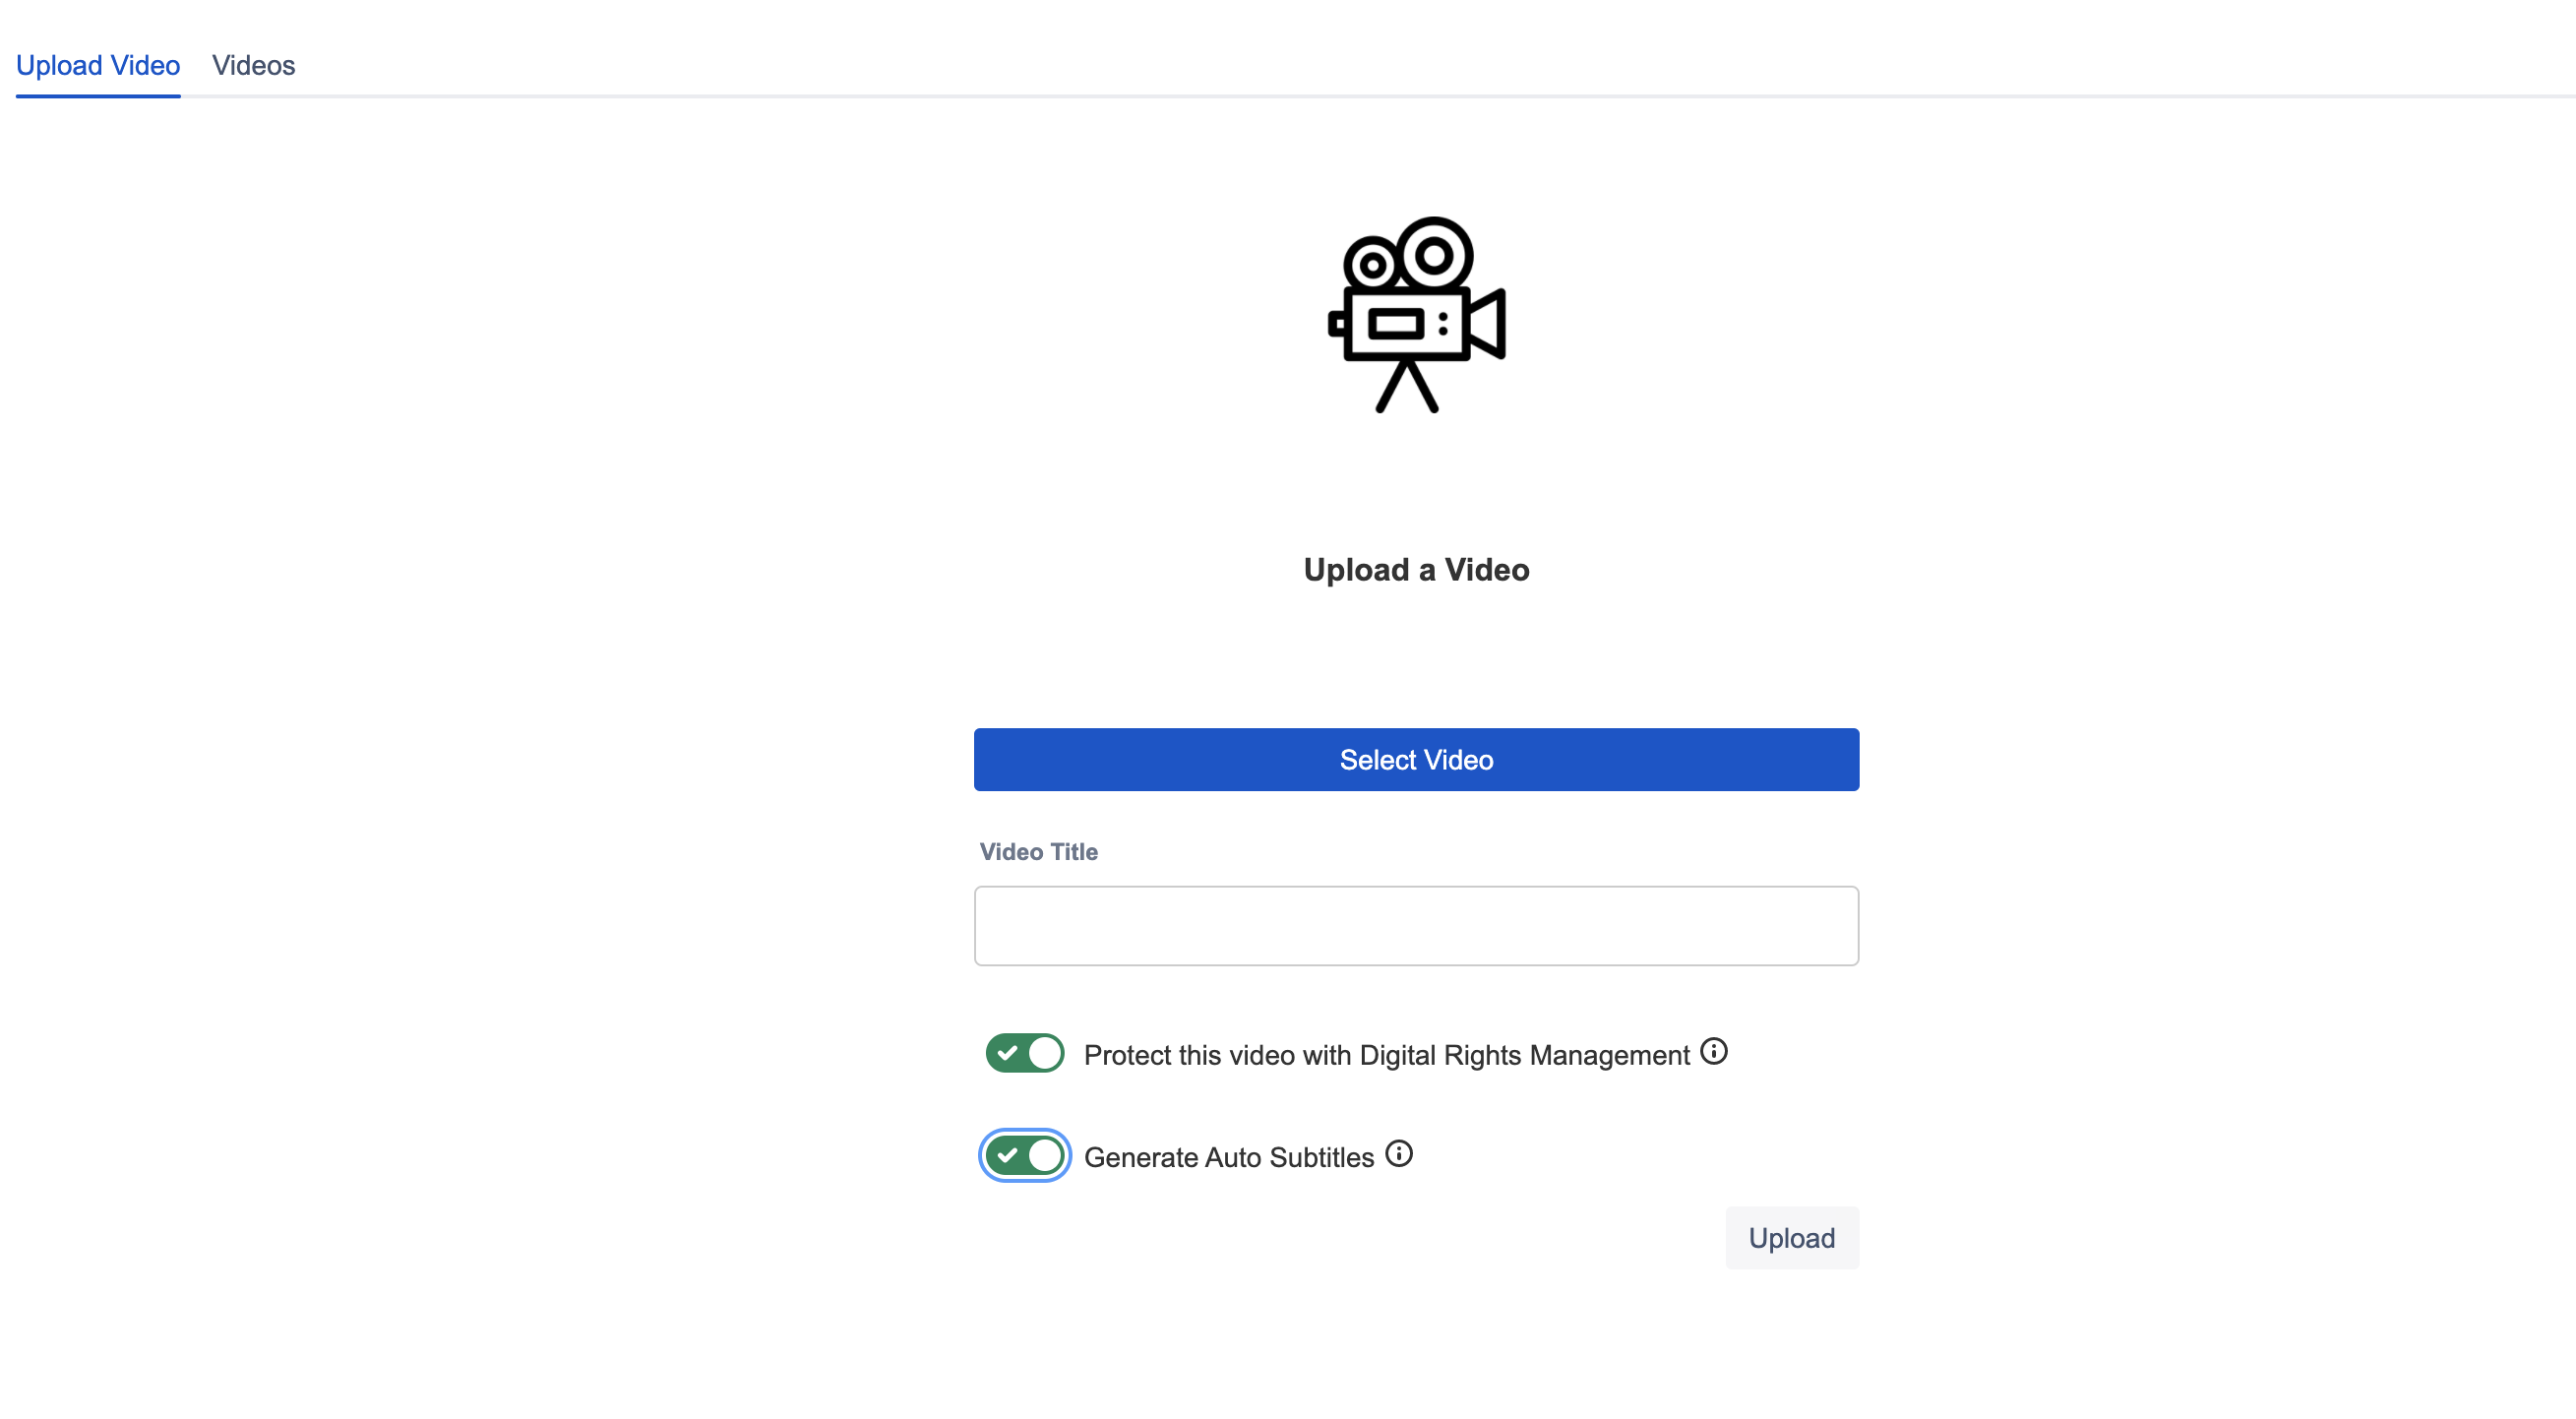 Upload Video Videos
Upload a Video
Select Video
Video Title
Protect this video with Digital Rights Management
Generate Auto Subtitles
Upload